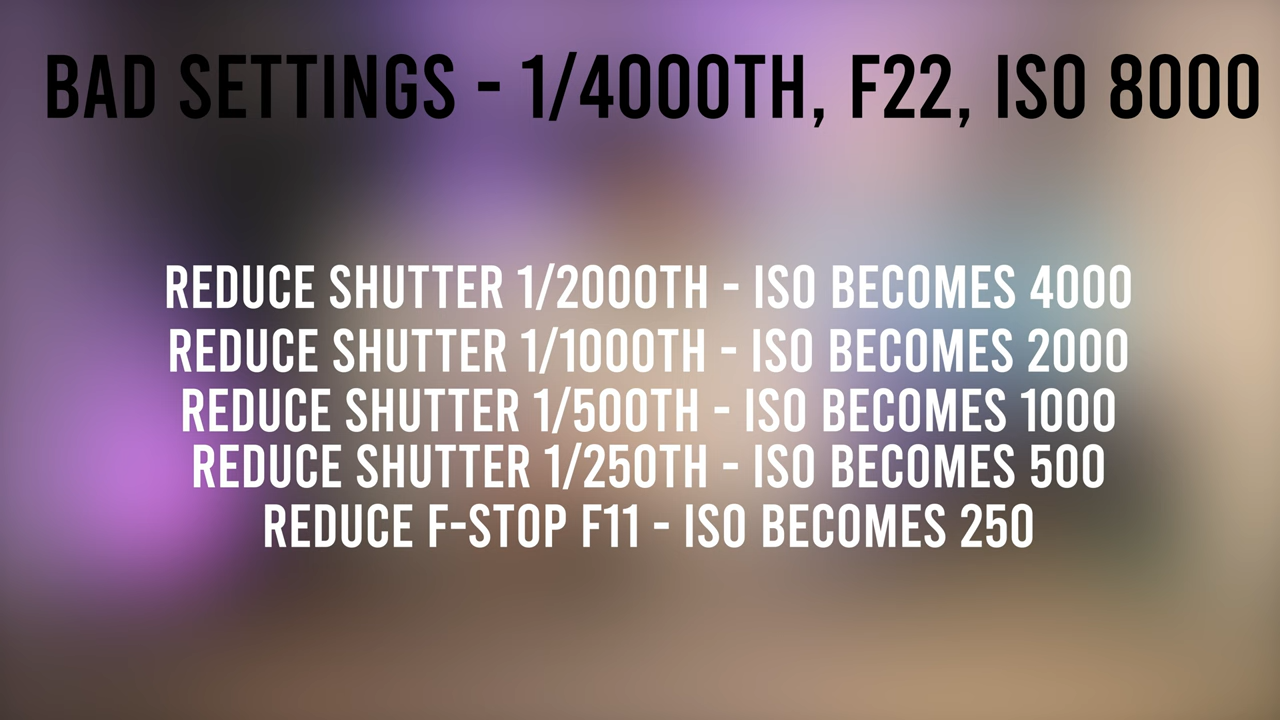 BAD SETTINGS - 1/4000TH, F22, ISO 8000
REDUCE SHUTTER 1/2000TH - ISO BECOMES 4000
REDUCE SHUTTER 1/1000TH - ISO BECOMES 2000
REDUCE SHUTTER 1/500TH - ISO BECOMES 1000
REDUCE SHUTTER 1/250TH - ISO BECOMES 500
REDUCE F-STOP F11 - ISO BECOMES 250